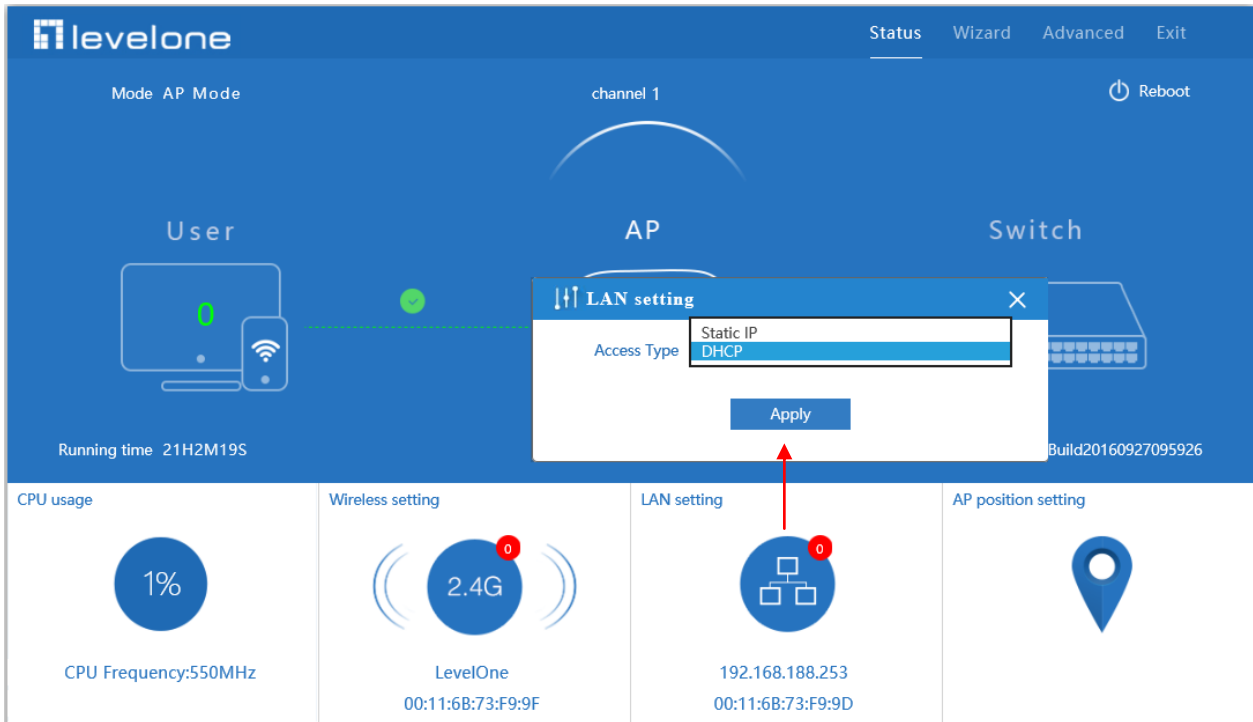 levelone
Status Wizard Advanced Exit
Mode AP Mode
channel 1
Reboot
User
AP
Switch
0
LAN setting
Access Type
Static IP
DHCP
Apply
Running time 21H2M19S
Build20160927095926
CPU usage
Wireless setting
LAN setting
AP position setting
1%
0
2.4G
0
CPU Frequency:550MHz
LevelOne
192.168.188.253
00:11:6B:73:F9:9F
00:11:6B:73:F9:9D